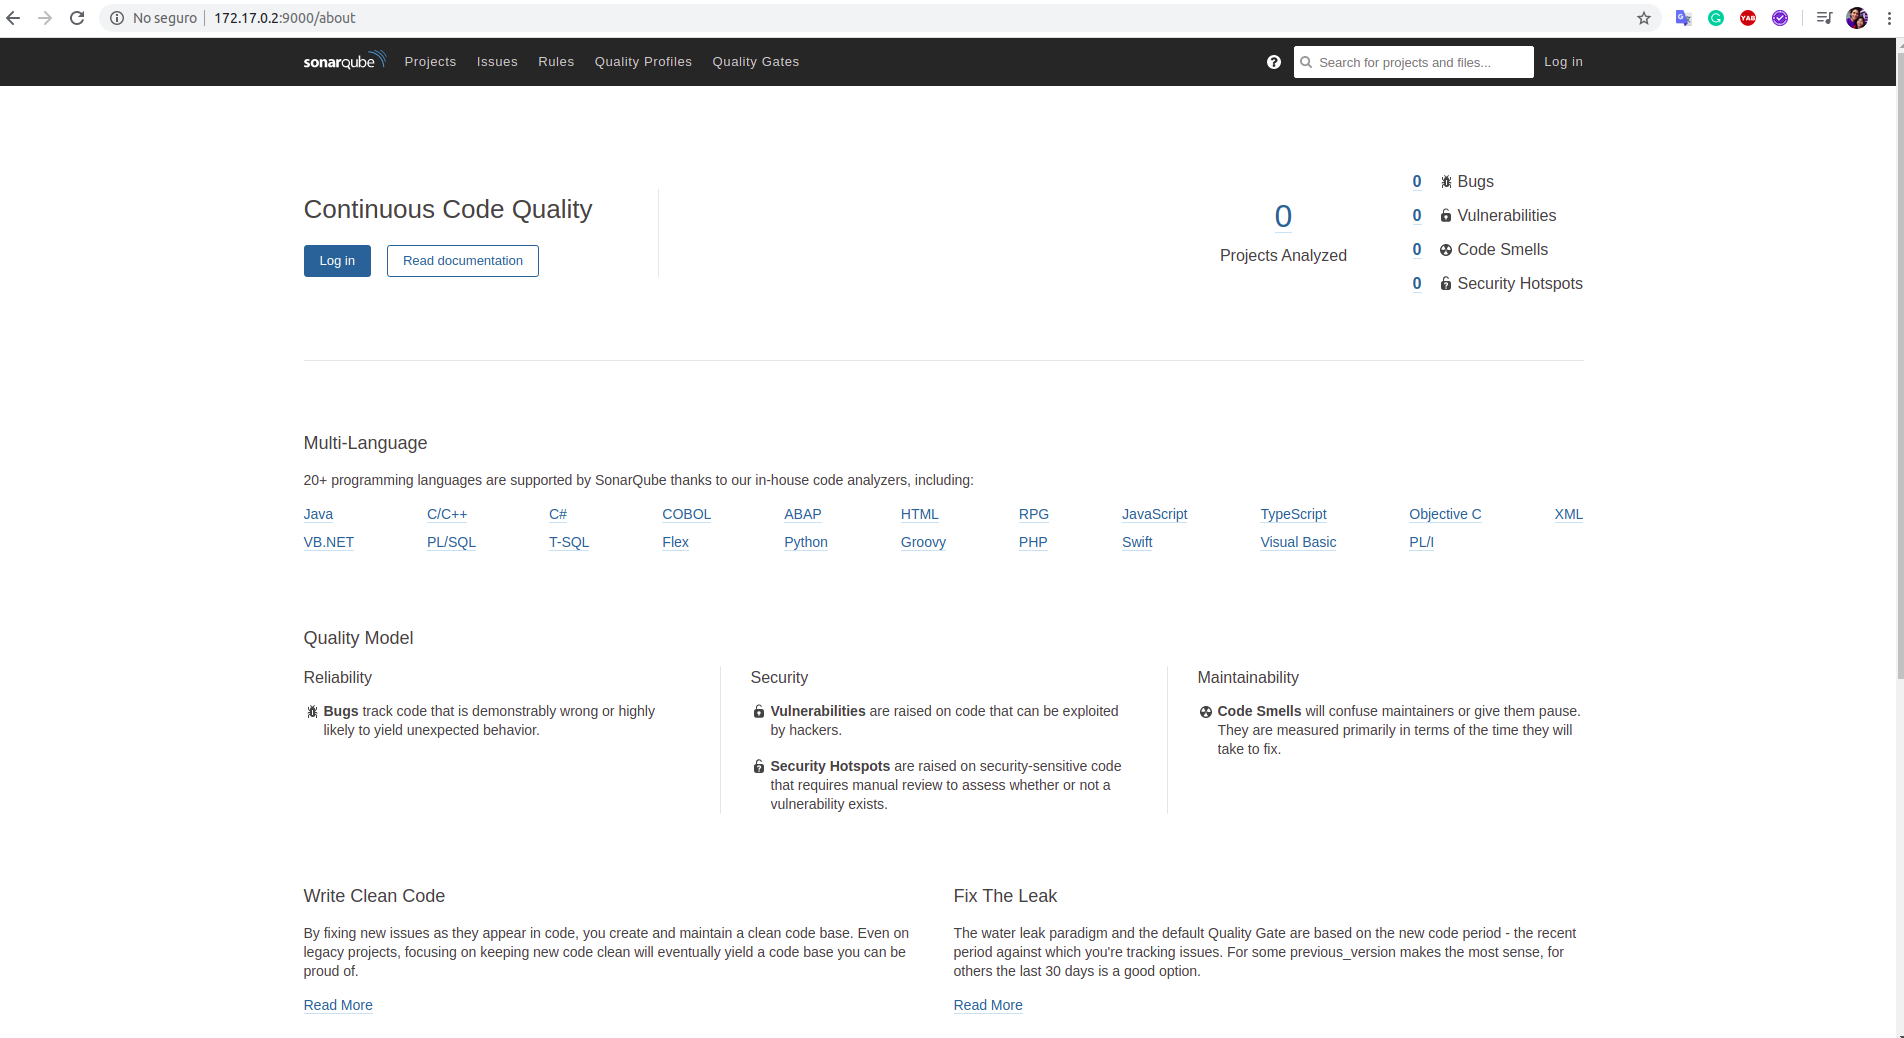 No seguro 172.17.0.2:9000/about
YAB
sonarqube Projects Issues Rules Quality Profiles Quality Gates Search for projects and files... Log in
Continuous Code Quality
Log in Read documentation
0
Projects Analyzed
0 Bugs
0 Vulnerabilities
0 Code Smells
0 Security Hotspots
Multi-Language
20+ programming languages are supported by SonarQube thanks to our in-house code analyzers, including:
Java C/C++ C# COBOL ABAP HTML RPG JavaScript TypeScript Objective C XML
VB.NET PL/SQL T-SQL Flex Python Groovy PHP Swift Visual Basic PL/I
Quality Model
Reliability
Bugs track code that is demonstrably wrong or highly
likely to yield unexpected behavior.
Security
Vulnerabilities are raised on code that can be exploited
by hackers.
Security Hotspots are raised on security-sensitive code
that requires manual review to assess whether or not a
vulnerability exists.
Maintainability
Code Smells will confuse maintainers or give them pause.
They are measured primarily in terms of the time they will
take to fix.
Write Clean Code
By fixing new issues as they appear in code, you create and maintain a clean code base. Even on
legacy projects, focusing on keeping new code clean will eventually yield a code base you can be
proud of.
Read More
Fix The Leak
The water leak paradigm and the default Quality Gate are based on the new code period - the recent
period against which you're tracking issues. For some previous_version makes the most sense, for
others the last 30 days is a good option.
Read More